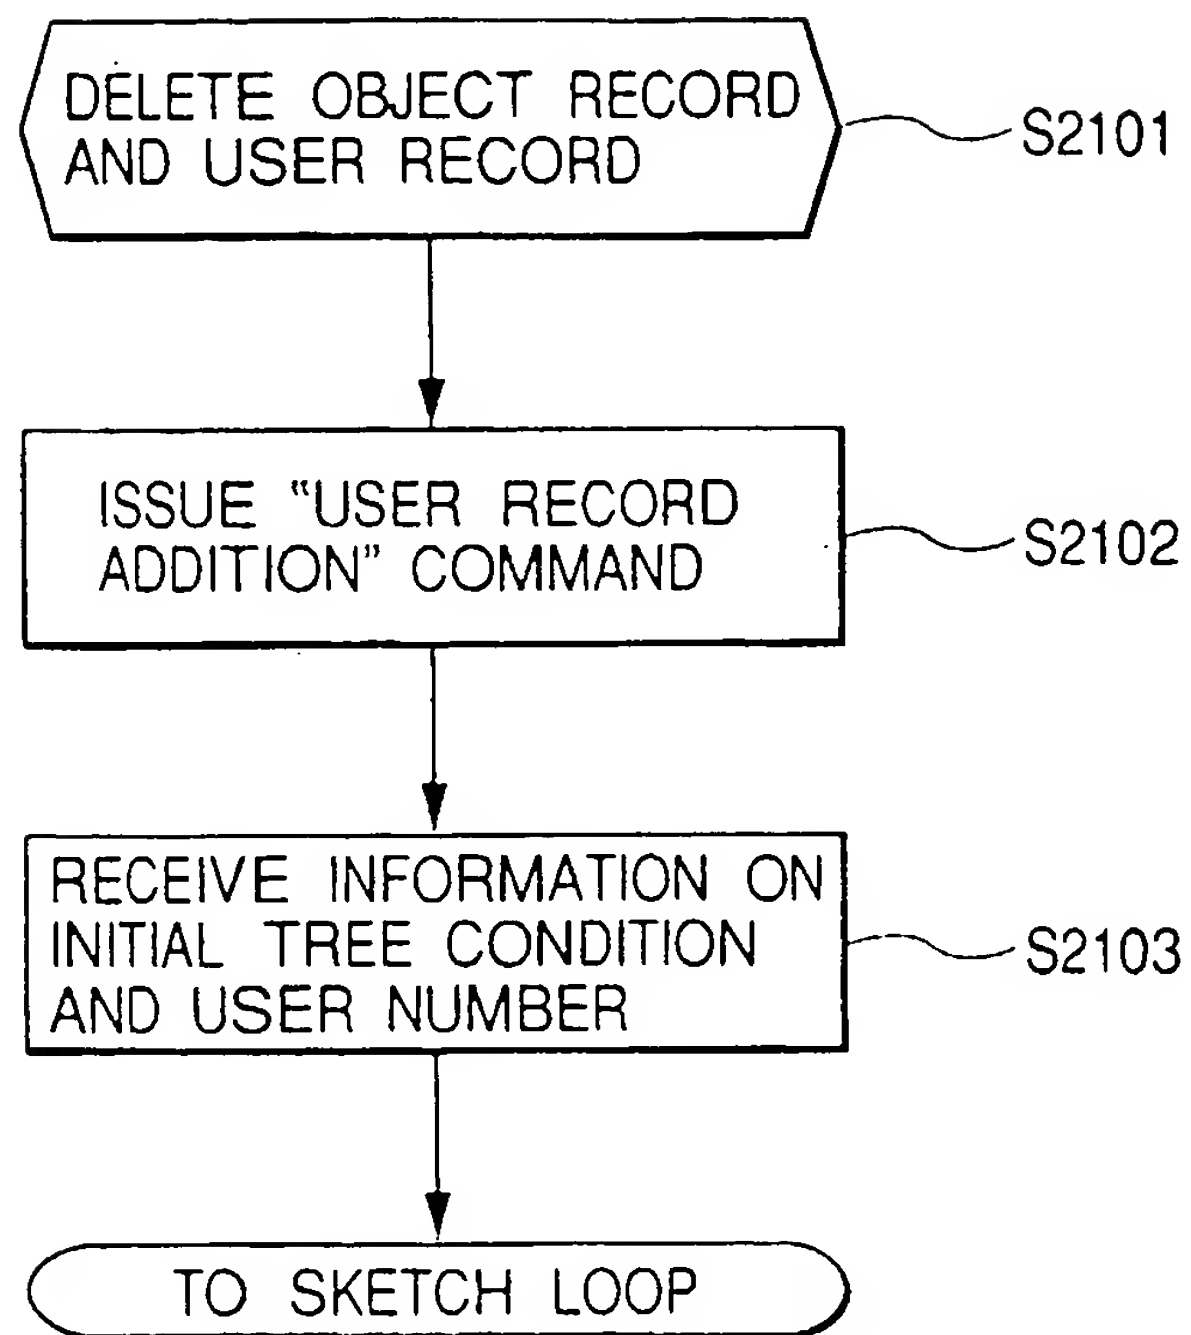 DELETE OBJECT RECORD
AND USER RECORD
S2101
ISSUE “USER RECORD
ADDITION” COMMAND
S2102
RECEIVE INFORMATION ON
INITIAL TREE CONDITION
AND USER NUMBER
S2103
TO SKETCH LOOP